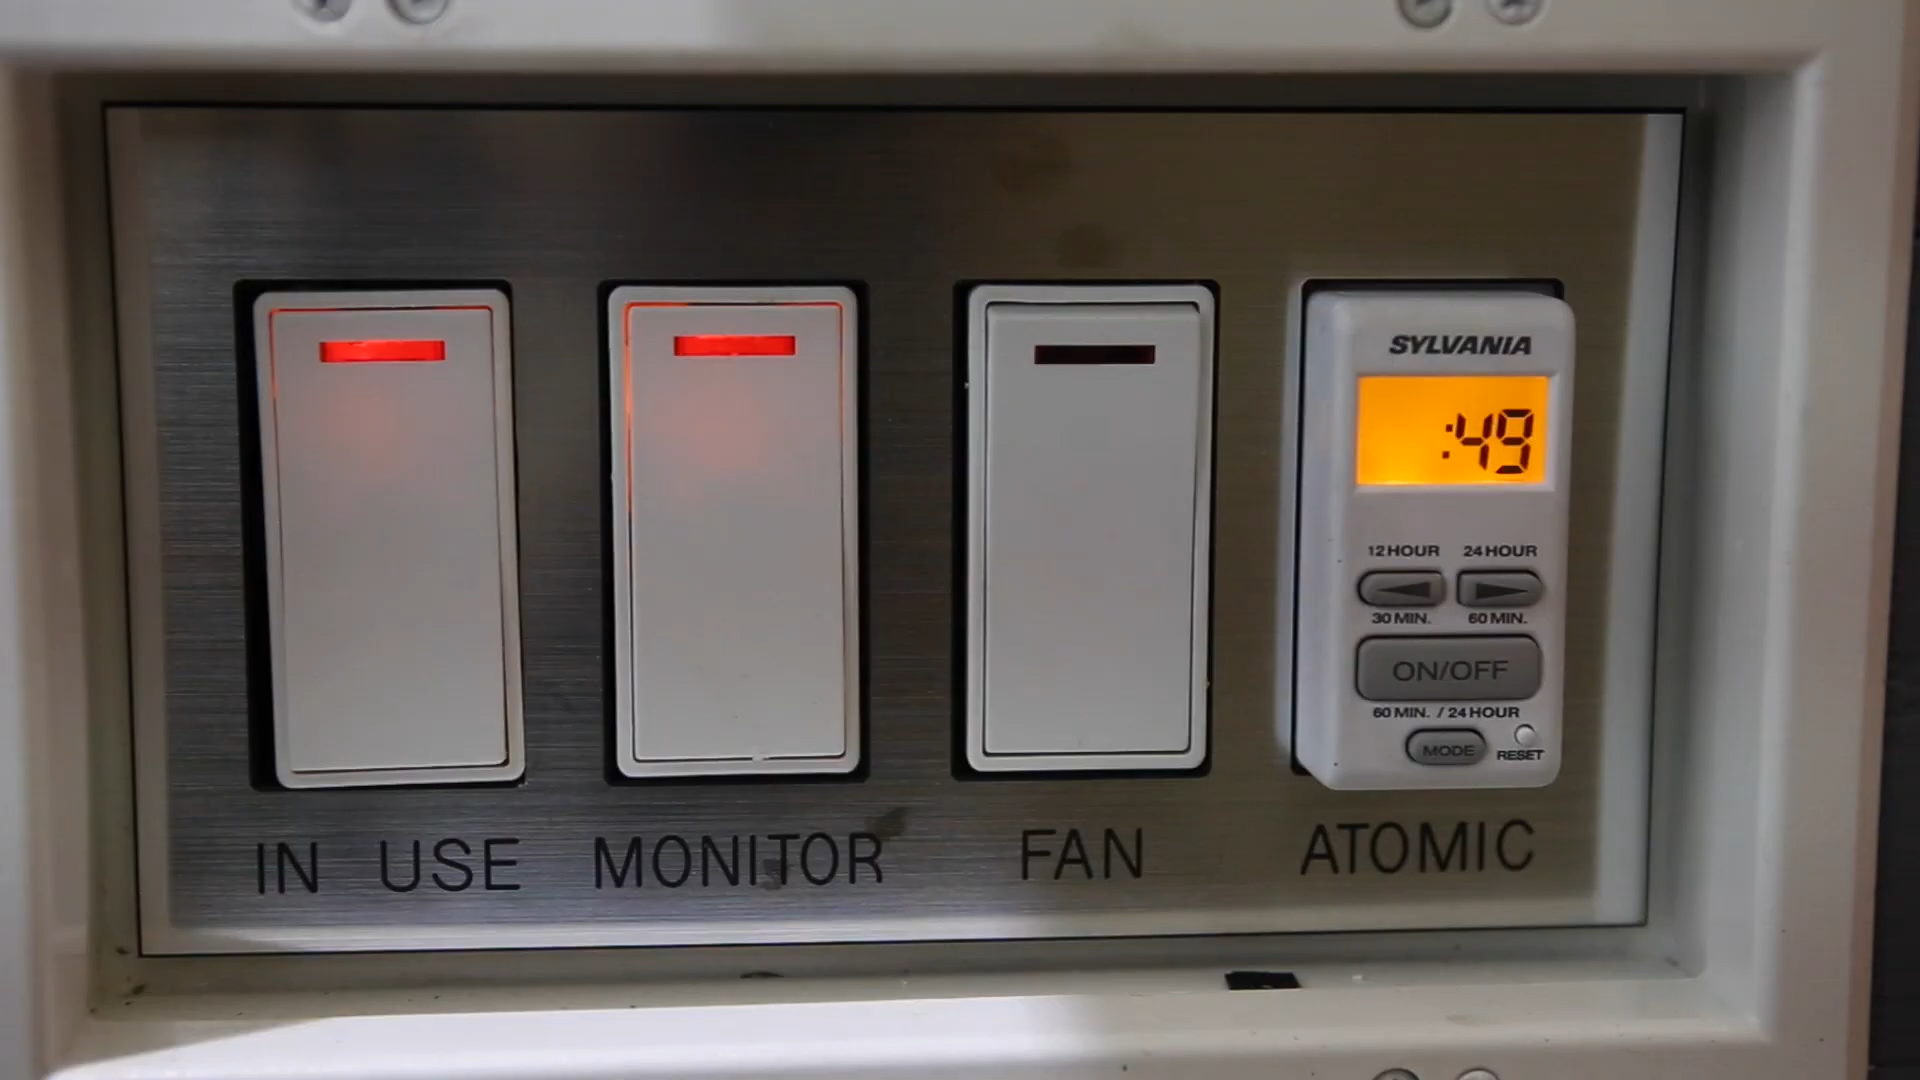 SYLVANIA
:49
12 HOUR 24 HOUR
30 MIN. 60 MIN.
ON/OFF
60 MIN. / 24 HOUR
MODE RESET
IN USE MONITOR FAN ATOMIC